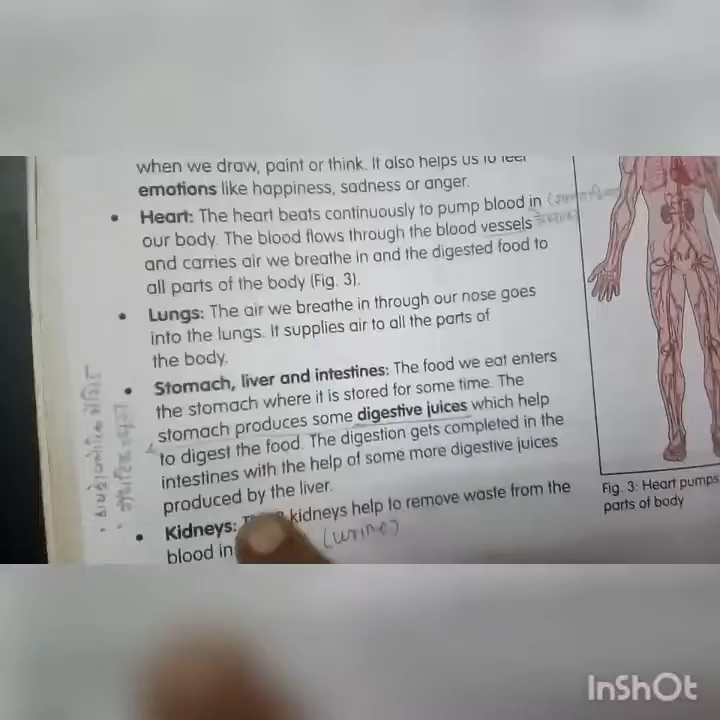 when we draw, paint or think. It also helps us to feel
emotions like happiness, sadness or anger.
• Heart: The heart beats continuously to pump blood in
our body. The blood flows through the blood vessels
and carries air we breathe in and the digested food to
all parts of the body (Fig. 3).
• Lungs: The air we breathe in through our nose goes
into the lungs. It supplies air to all the parts of
the body.
• Stomach, liver and intestines: The food we eat enters
the stomach where it is stored for some time. The
stomach produces some digestive juices which help
to digest the food. The digestion gets completed in the
intestines with the help of some more digestive juices
produced by the liver.
• Kidneys: kidneys help to remove waste from the
blood in
(urine)
Fig. 3: Heart pumps
parts of body
InShOt